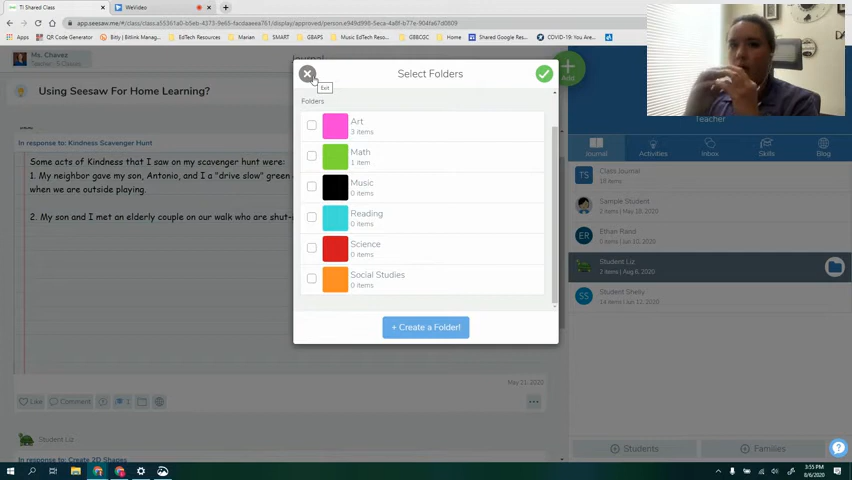 TI Shared Class
WeVideo
app.seesaw.me/#/class/class.a55361a0-b5eb-4373-9e65-facdaaeea761/display/approved/person.e949d998-5eca-4a8f-b77e-904fa67d0809
Apps
EdTech Resources
Bitly | Bitlink Manag...
Marian
SMART
GBAPS
Music EdTech Resour...
GBBCGC
Home
Shared Google Res...
COVID-19: You Are...
Ms. Chavez
Journal
Using Seesaw For Home Learning?
In response to: Kindness Scavenger Hunt
Some acts of Kindness that I saw on my scavenger hunt were:
1. My neighbor gave my son, Antonio, and I a "drive slow" green
when we are outside playing.
2. My son and I met an elderly couple on our walk who are shut-
Like
Comment
1
May 21, 2020
...
Student Liz
In response to: Create 2D Shapes
Select Folders
Exit
Folders
Art
3 items
Math
1 item
Music
0 items
Reading
0 items
Science
0 items
Social Studies
0 items
+ Create a Folder!
Add
Teacher
Journal
Activities
Inbox
Skills
Blog
TS
Class Journal
Sample Student
2 items | May 28, 2020
ER
Ethan Rand
0 items | Jun 10, 2020
Student Liz
2 items | Aug 6, 2020
SS
Student Shelly
14 items | Jun 12, 2020
Students
Families
?
3:55 PM
8/6/2020